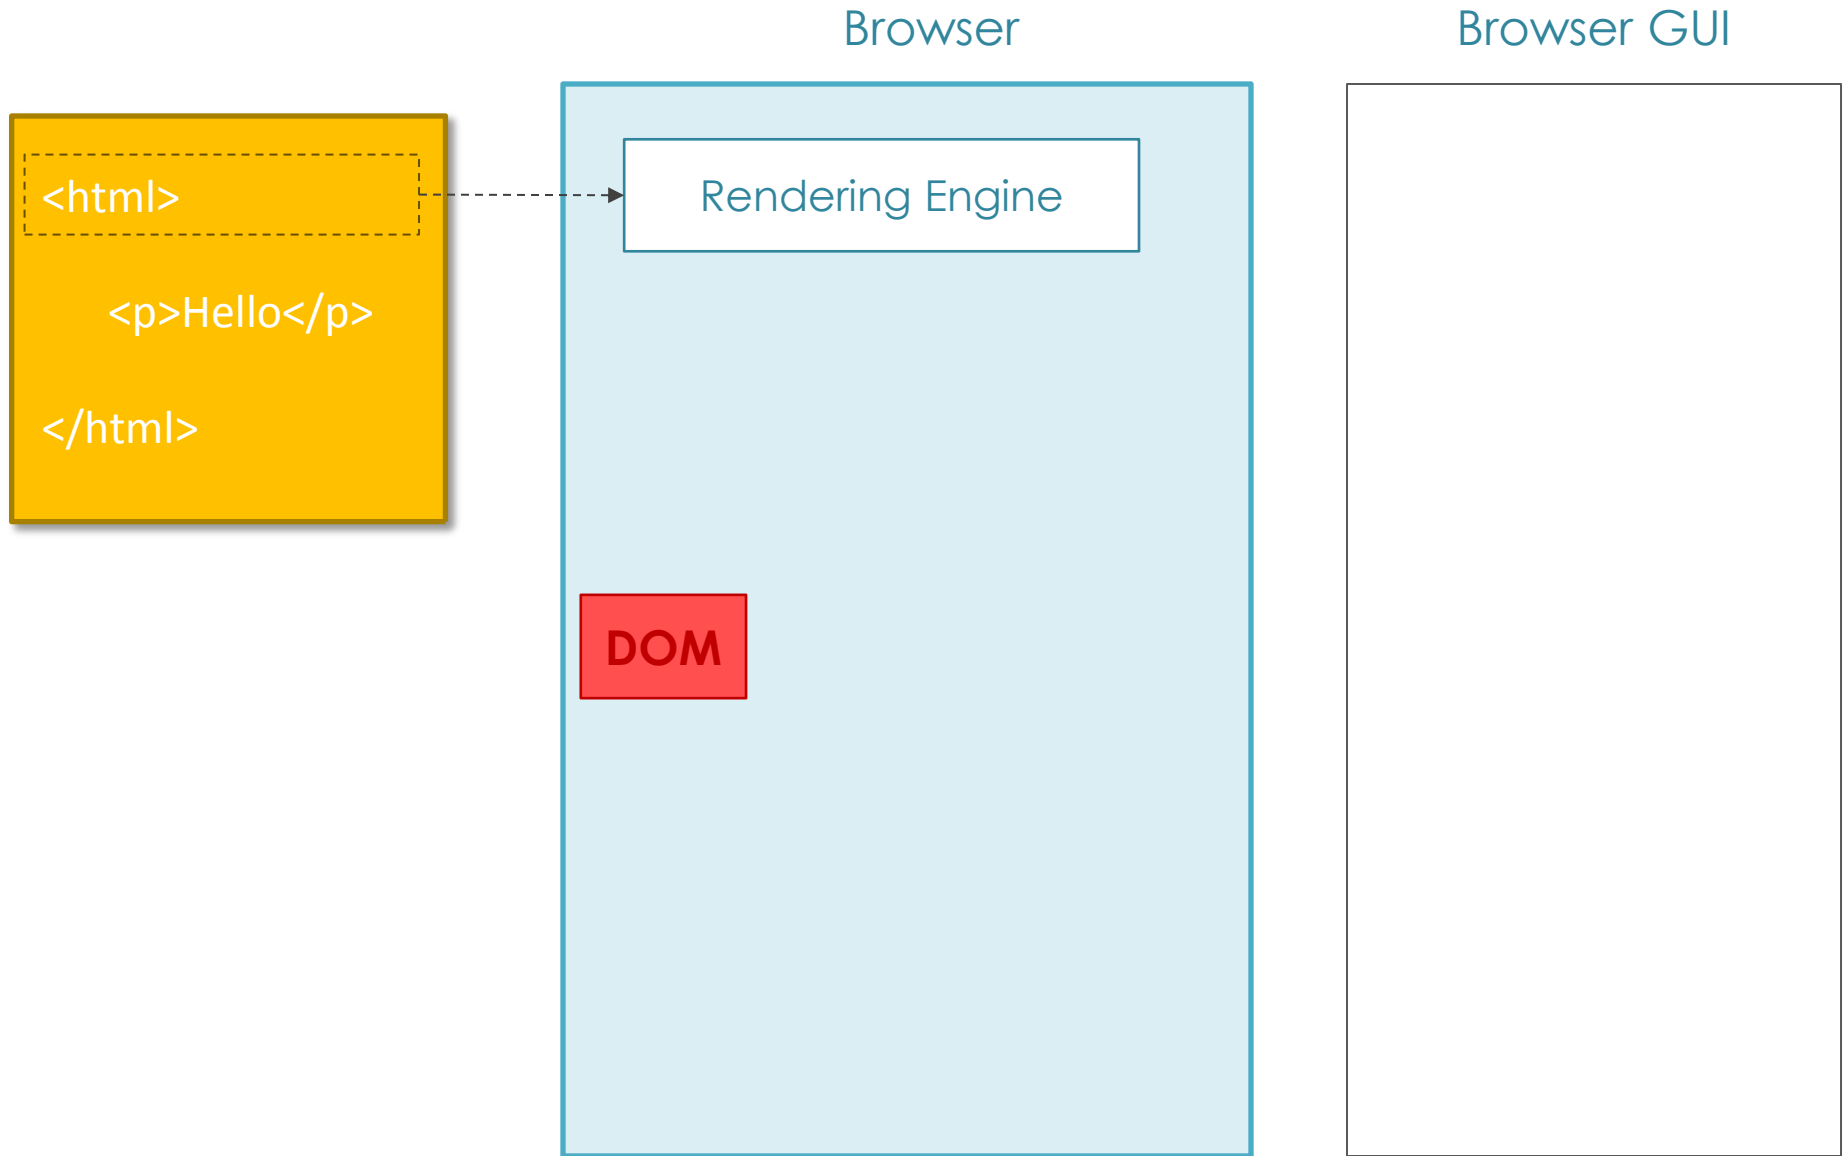 Browser
Browser GUI
<html>
<p>Hello</p>
</html>
Rendering Engine
DOM